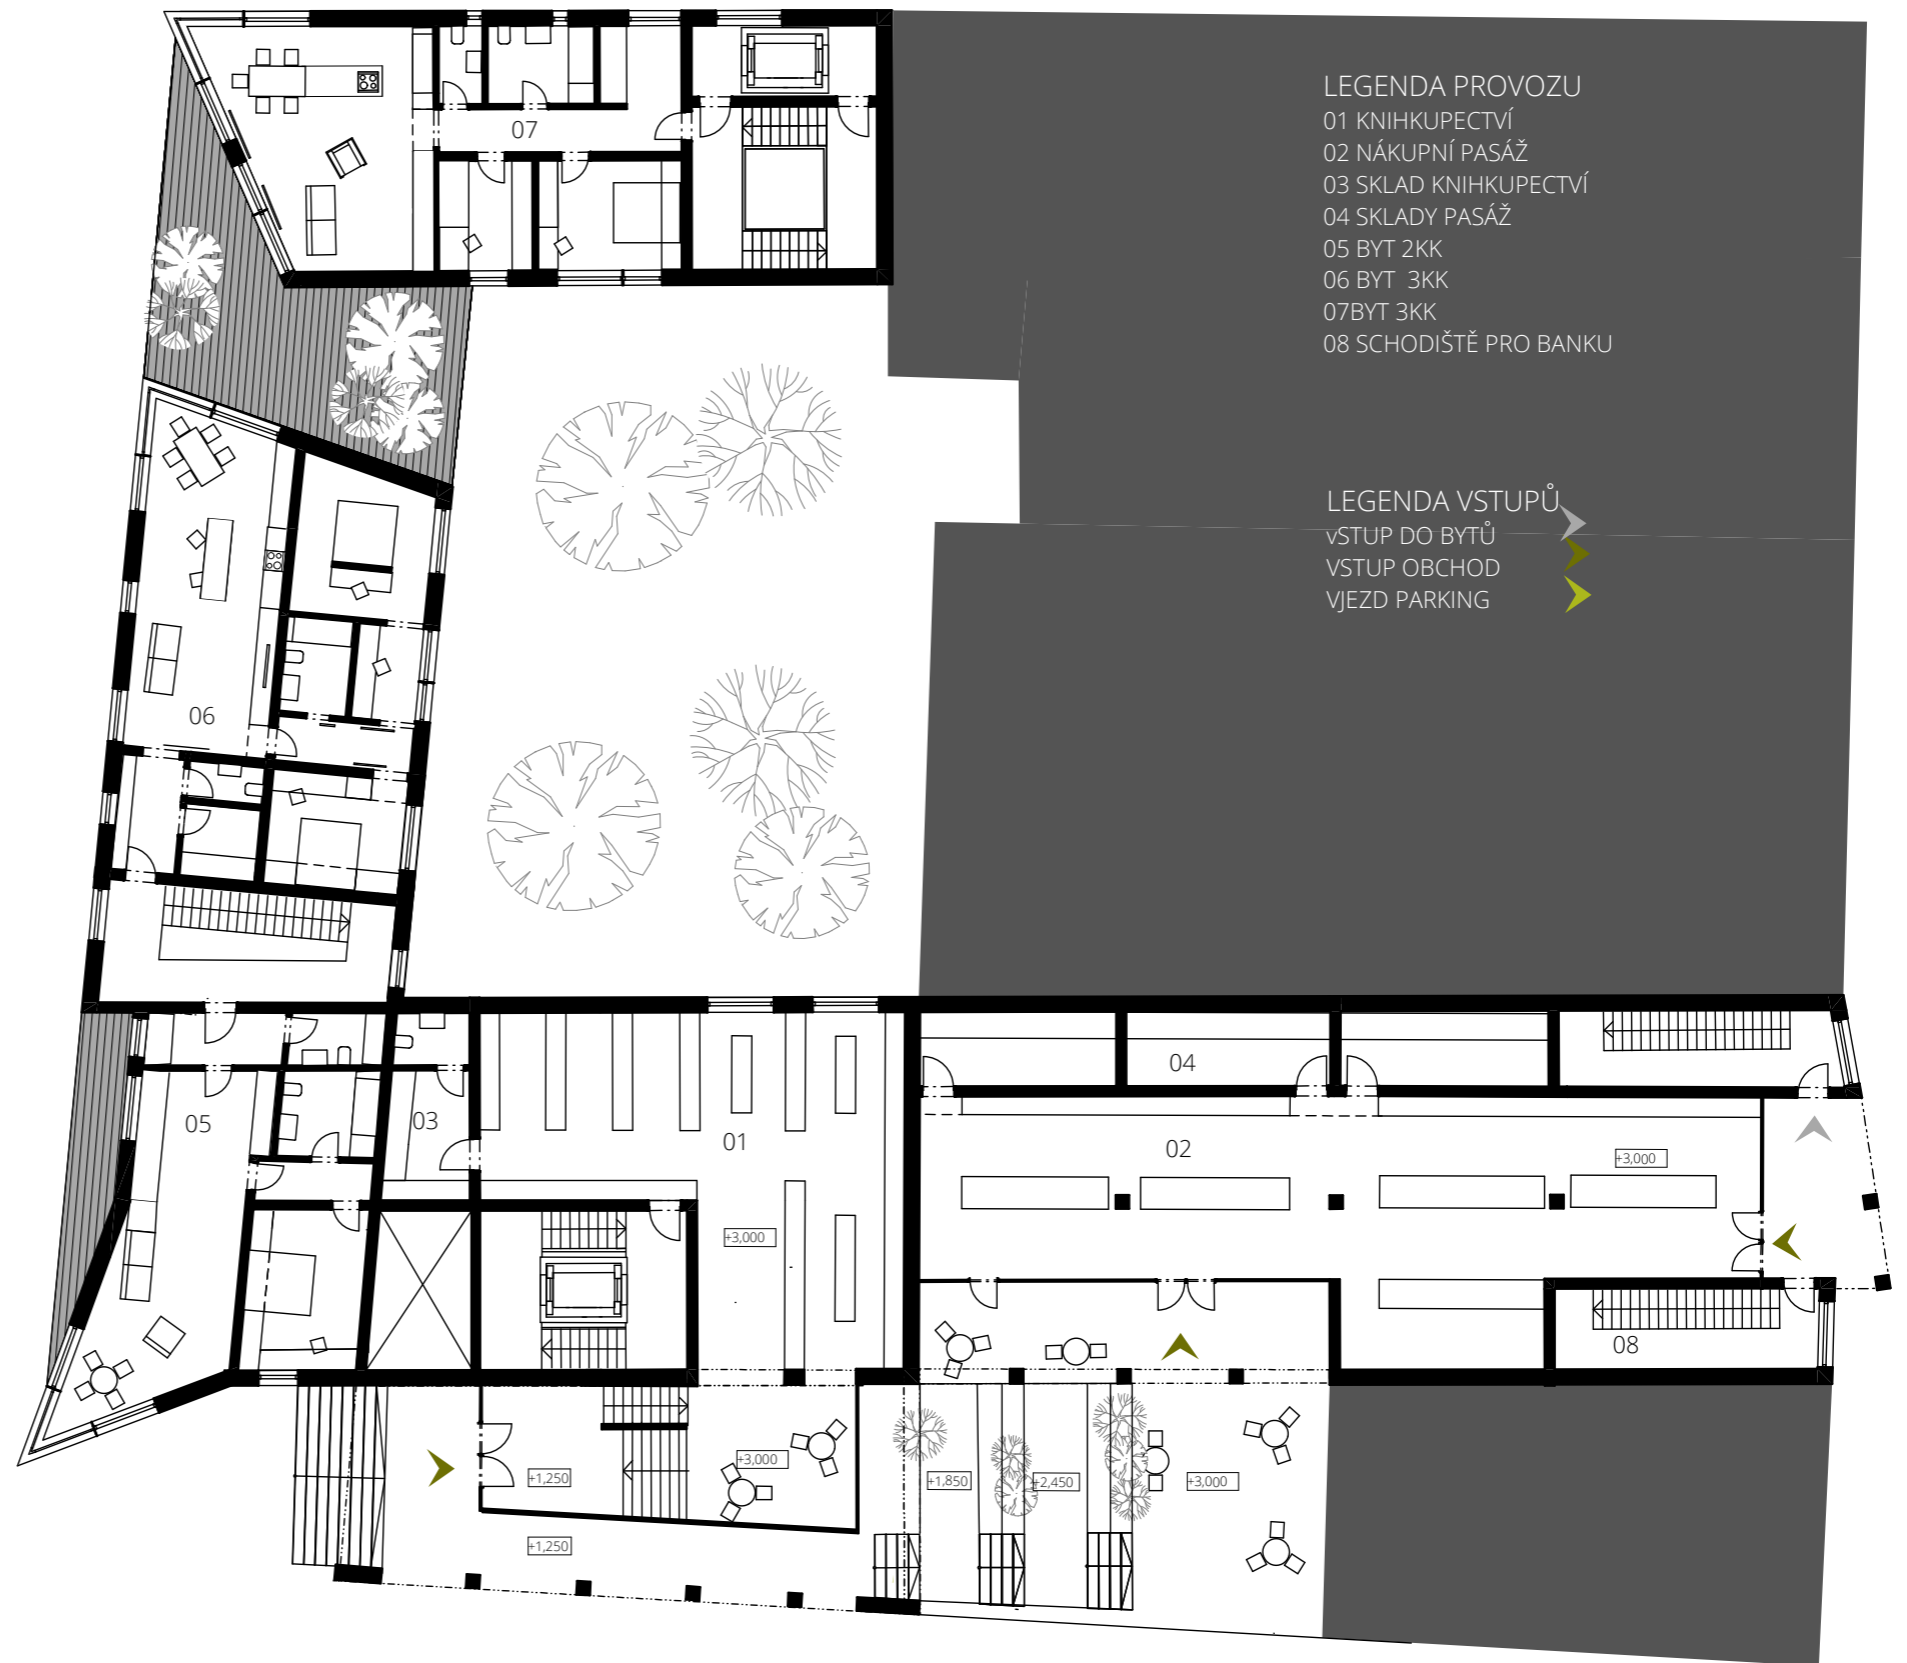 LEGENDA PROVOZU
01 KNIHKUPECTVÍ
02 NÁKUPNÍ PASÁŽ
03 SKLAD KNIHKUPECTVÍ
04 SKLADY PASÁŽ
05 BYT 2KK
06 BYT  3KK
07BYT 3KK
08 SCHODIŠTĚ PRO BANKU
LEGENDA VSTUPŮ
vSTUP DO BYTŮ
VSTUP OBCHOD
VJEZD PARKING
07
06
05
03
01
04
02
+3,000
+3,000
08
+1,250
+3,000
+1,850
+2,450
+3,000
+1,250